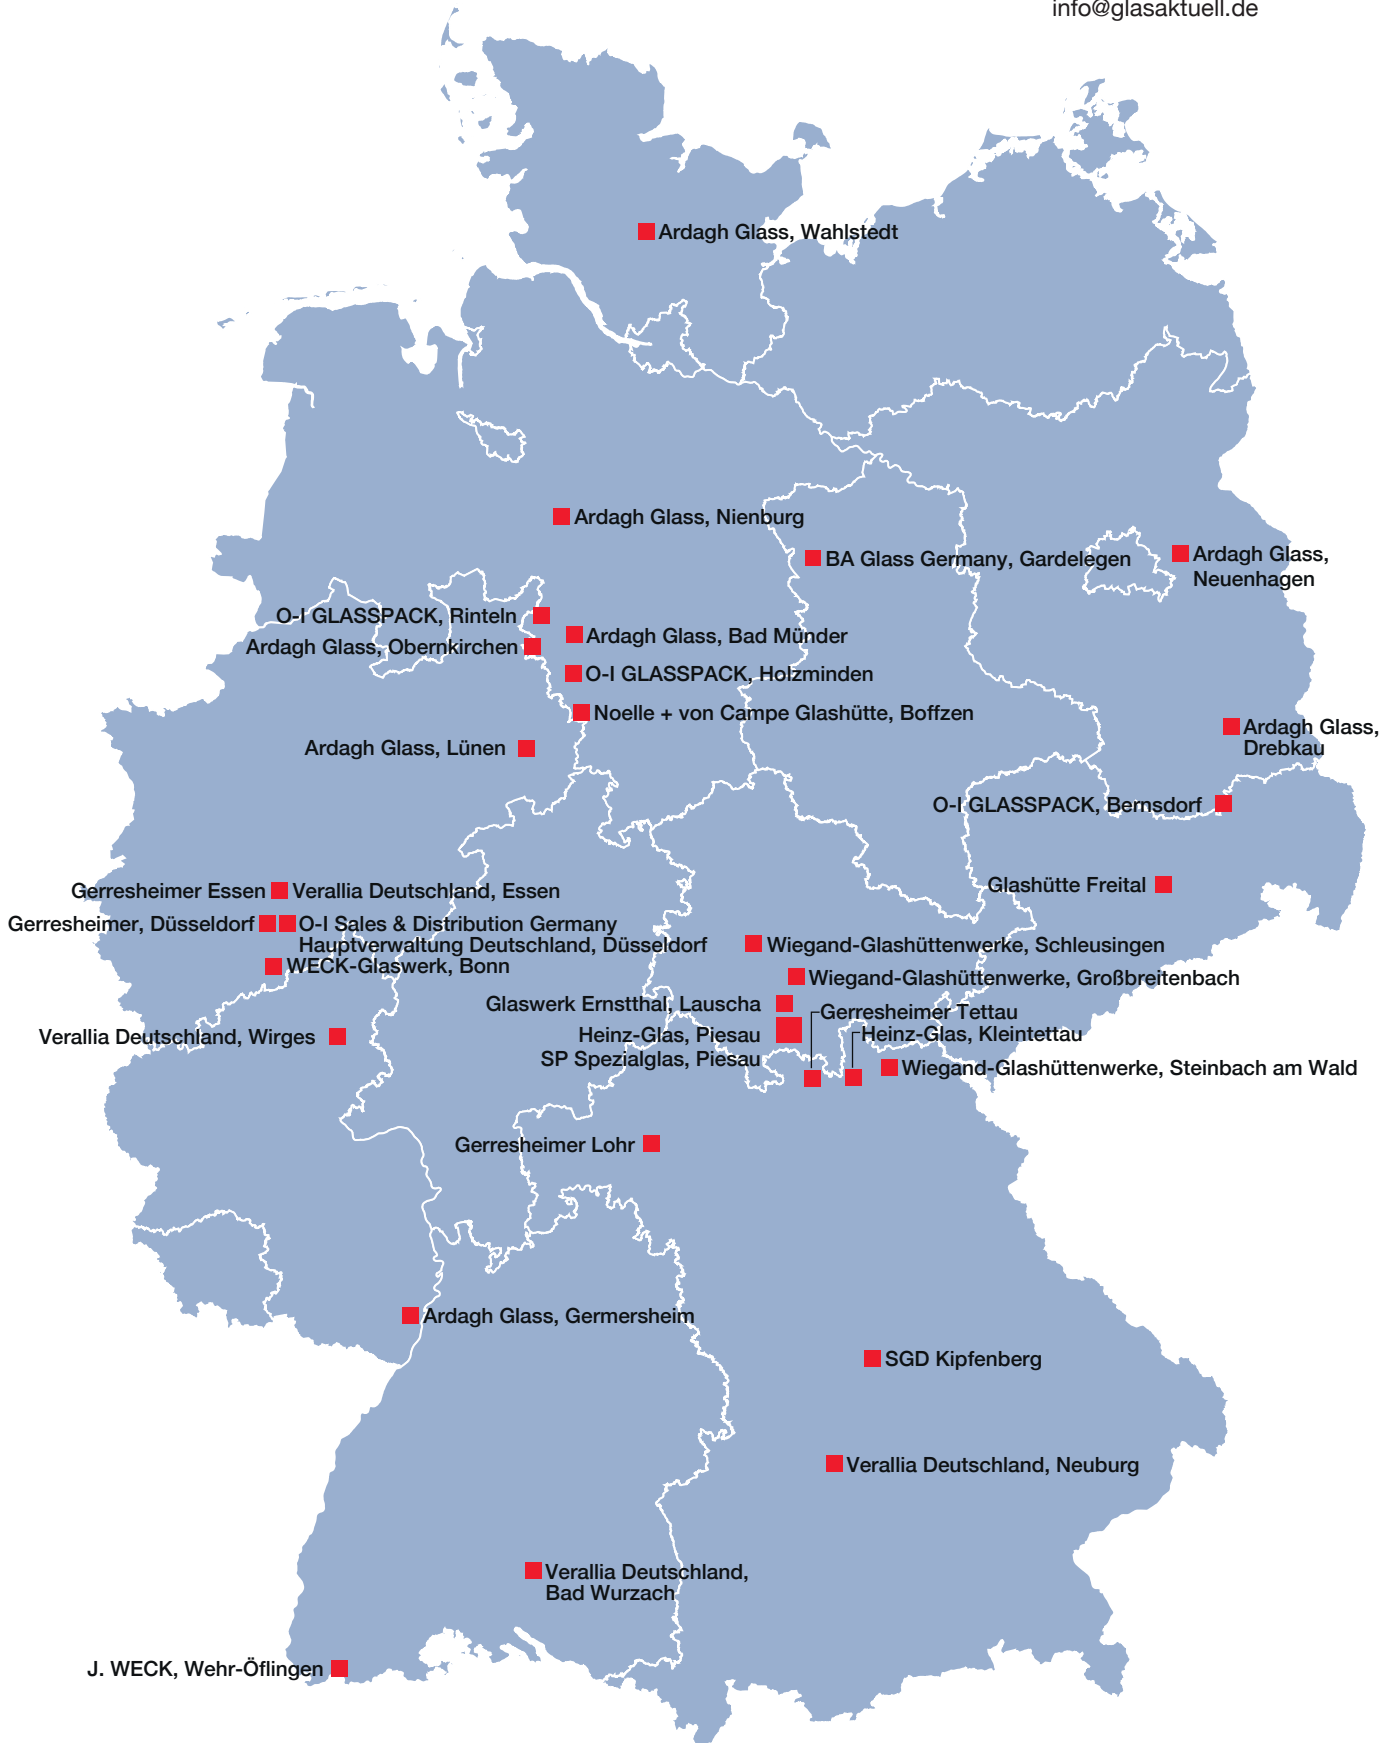 info@glasaktuell.de
Ardagh Glass, Wahlstedt
Ardagh Glass, Nienburg
BA Glass Germany, Gardelegen
Ardagh Glass,
Neuenhagen
O-I GLASSPACK, Rinteln
Ardagh Glass, Bad Münder
Ardagh Glass, Obernkirchen
O-I GLASSPACK, Holzminden
Noelle + von Campe Glashütte, Boffzen
Ardagh Glass,
Drebkau
Ardagh Glass, Lünen
O-I GLASSPACK, Bernsdorf
Glashütte Freital
Gerresheimer Essen
Verallia Deutschland, Essen
Gerresheimer, Düsseldorf
O-I Sales & Distribution Germany
Hauptverwaltung Deutschland, Düsseldorf
Wiegand-Glashüttenwerke, Schleusingen
WECK-Glaswerk, Bonn
Wiegand-Glashüttenwerke, Großbreitenbach
Glaswerk Ernstthal, Lauscha
Gerresheimer Tettau
Heinz-Glas, Piesau
Heinz-Glas, Kleintettau
Verallia Deutschland, Wirges
SP Spezialglas, Piesau
Wiegand-Glashüttenwerke, Steinbach am Wald
Gerresheimer Lohr
Ardagh Glass, Germersheim
SGD Kipfenberg
Verallia Deutschland, Neuburg
Verallia Deutschland,
Bad Wurzach
J. WECK, Wehr-Öflingen